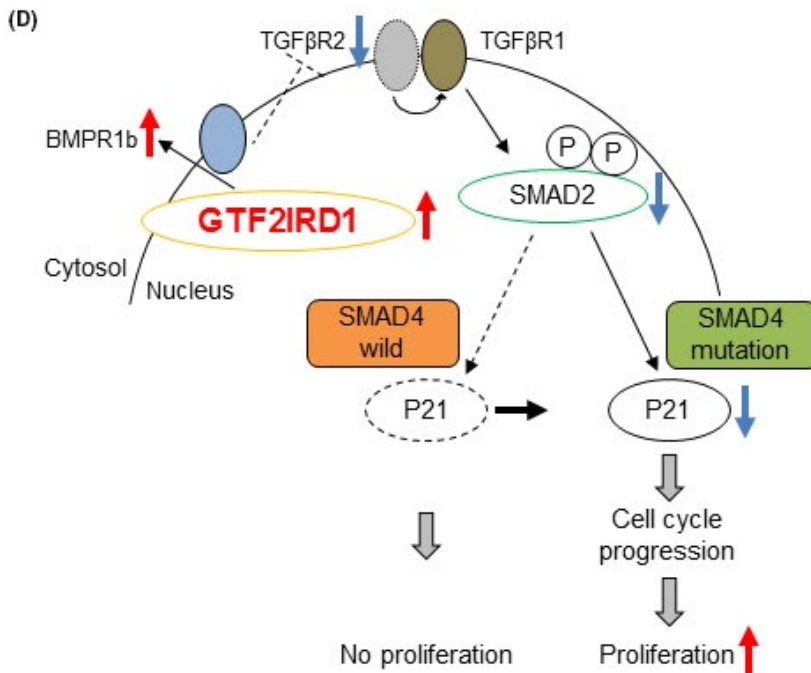 (D)
TGFβR2
TGFβR1
BMPR1b
P P
SMAD2
GTF2IRD1
Cytosol
Nucleus
SMAD4
wild
SMAD4
mutation
P21
P21
Cell cycle
progression
No proliferation
Proliferation